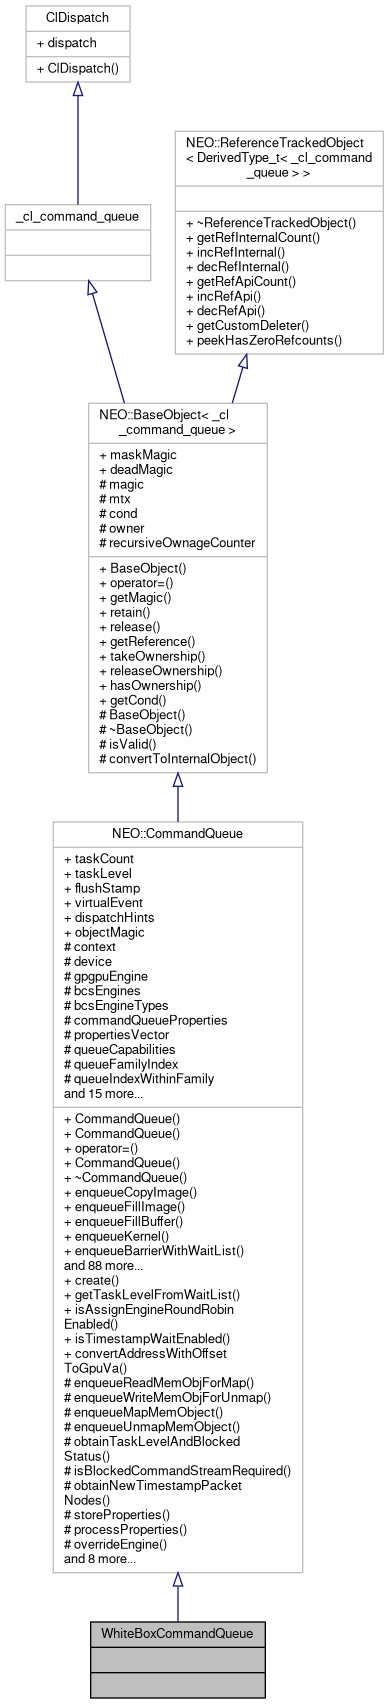 ClDispatch
+ dispatch
+ ClDispatch()
_cl_command_queue
NEO::ReferenceTrackedObject
< DerivedType_t< _cl_command
_queue > >
+ ~ReferenceTrackedObject()
+ getRefInternalCount()
+ incRefInternal()
+ decRefInternal()
+ getRefApiCount()
+ incRefApi()
+ decRefApi()
+ getCustomDeleter()
+ peekHasZeroRefcounts()
NEO::BaseObject< _cl
_command_queue >
+ maskMagic
+ deadMagic
# magic
# mtx
# cond
# owner
# recursiveOwnageCounter
+ BaseObject()
+ operator=()
+ getMagic()
+ retain()
+ release()
+ getReference()
+ takeOwnership()
+ releaseOwnership()
+ hasOwnership()
+ getCond()
# BaseObject()
# ~BaseObject()
# isValid()
# convertToInternalObject()
NEO::CommandQueue
+ taskCount
+ taskLevel
+ flushStamp
+ virtualEvent
+ dispatchHints
+ objectMagic
# context
# device
# gpgpuEngine
# bcsEngines
# bcsEngineTypes
# commandQueueProperties
# propertiesVector
# queueCapabilities
# queueFamilyIndex
# queueIndexWithinFamily
and 15 more...
+ CommandQueue()
+ CommandQueue()
+ operator=()
+ CommandQueue()
+ ~CommandQueue()
+ enqueueCopyImage()
+ enqueueFillImage()
+ enqueueFillBuffer()
+ enqueueKernel()
+ enqueueBarrierWithWaitList()
and 88 more...
+ create()
+ getTaskLevelFromWaitList()
+ isAssignEngineRoundRobin
Enabled()
+ isTimestampWaitEnabled()
+ convertAddressWithOffset
ToGpuVa()
# enqueueReadMemObjForMap()
# enqueueWriteMemObjForUnmap()
# enqueueMapMemObject()
# enqueueUnmapMemObject()
# obtainTaskLevelAndBlocked
Status()
# isBlockedCommandStreamRequired()
# obtainNewTimestampPacket
Nodes()
# storeProperties()
# processProperties()
# overrideEngine()
and 8 more...
WhiteBoxCommandQueue